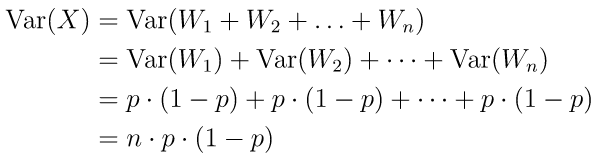 Var(X) = Var(W₁ + W₂ + … + Wₙ)
= Var(W₁) + Var(W₂) + ⋯ + Var(Wₙ)
= p · (1 − p) + p · (1 − p) + ⋯ + p · (1 − p)
= n · p · (1 − p)